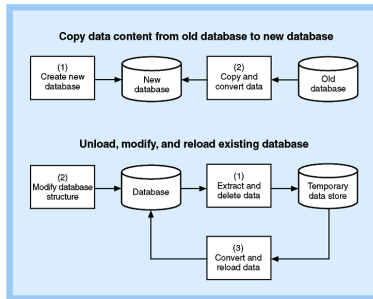 Copy data content from old database to new database
(1)
Create new
database
New
database
(2)
Copy and
convert data
Old
database
Unload, modify, and reload existing database
(2)
Modify database
structure
Database
(1)
Extract and
delete data
Temporary
data store
(3)
Convert and
reload data